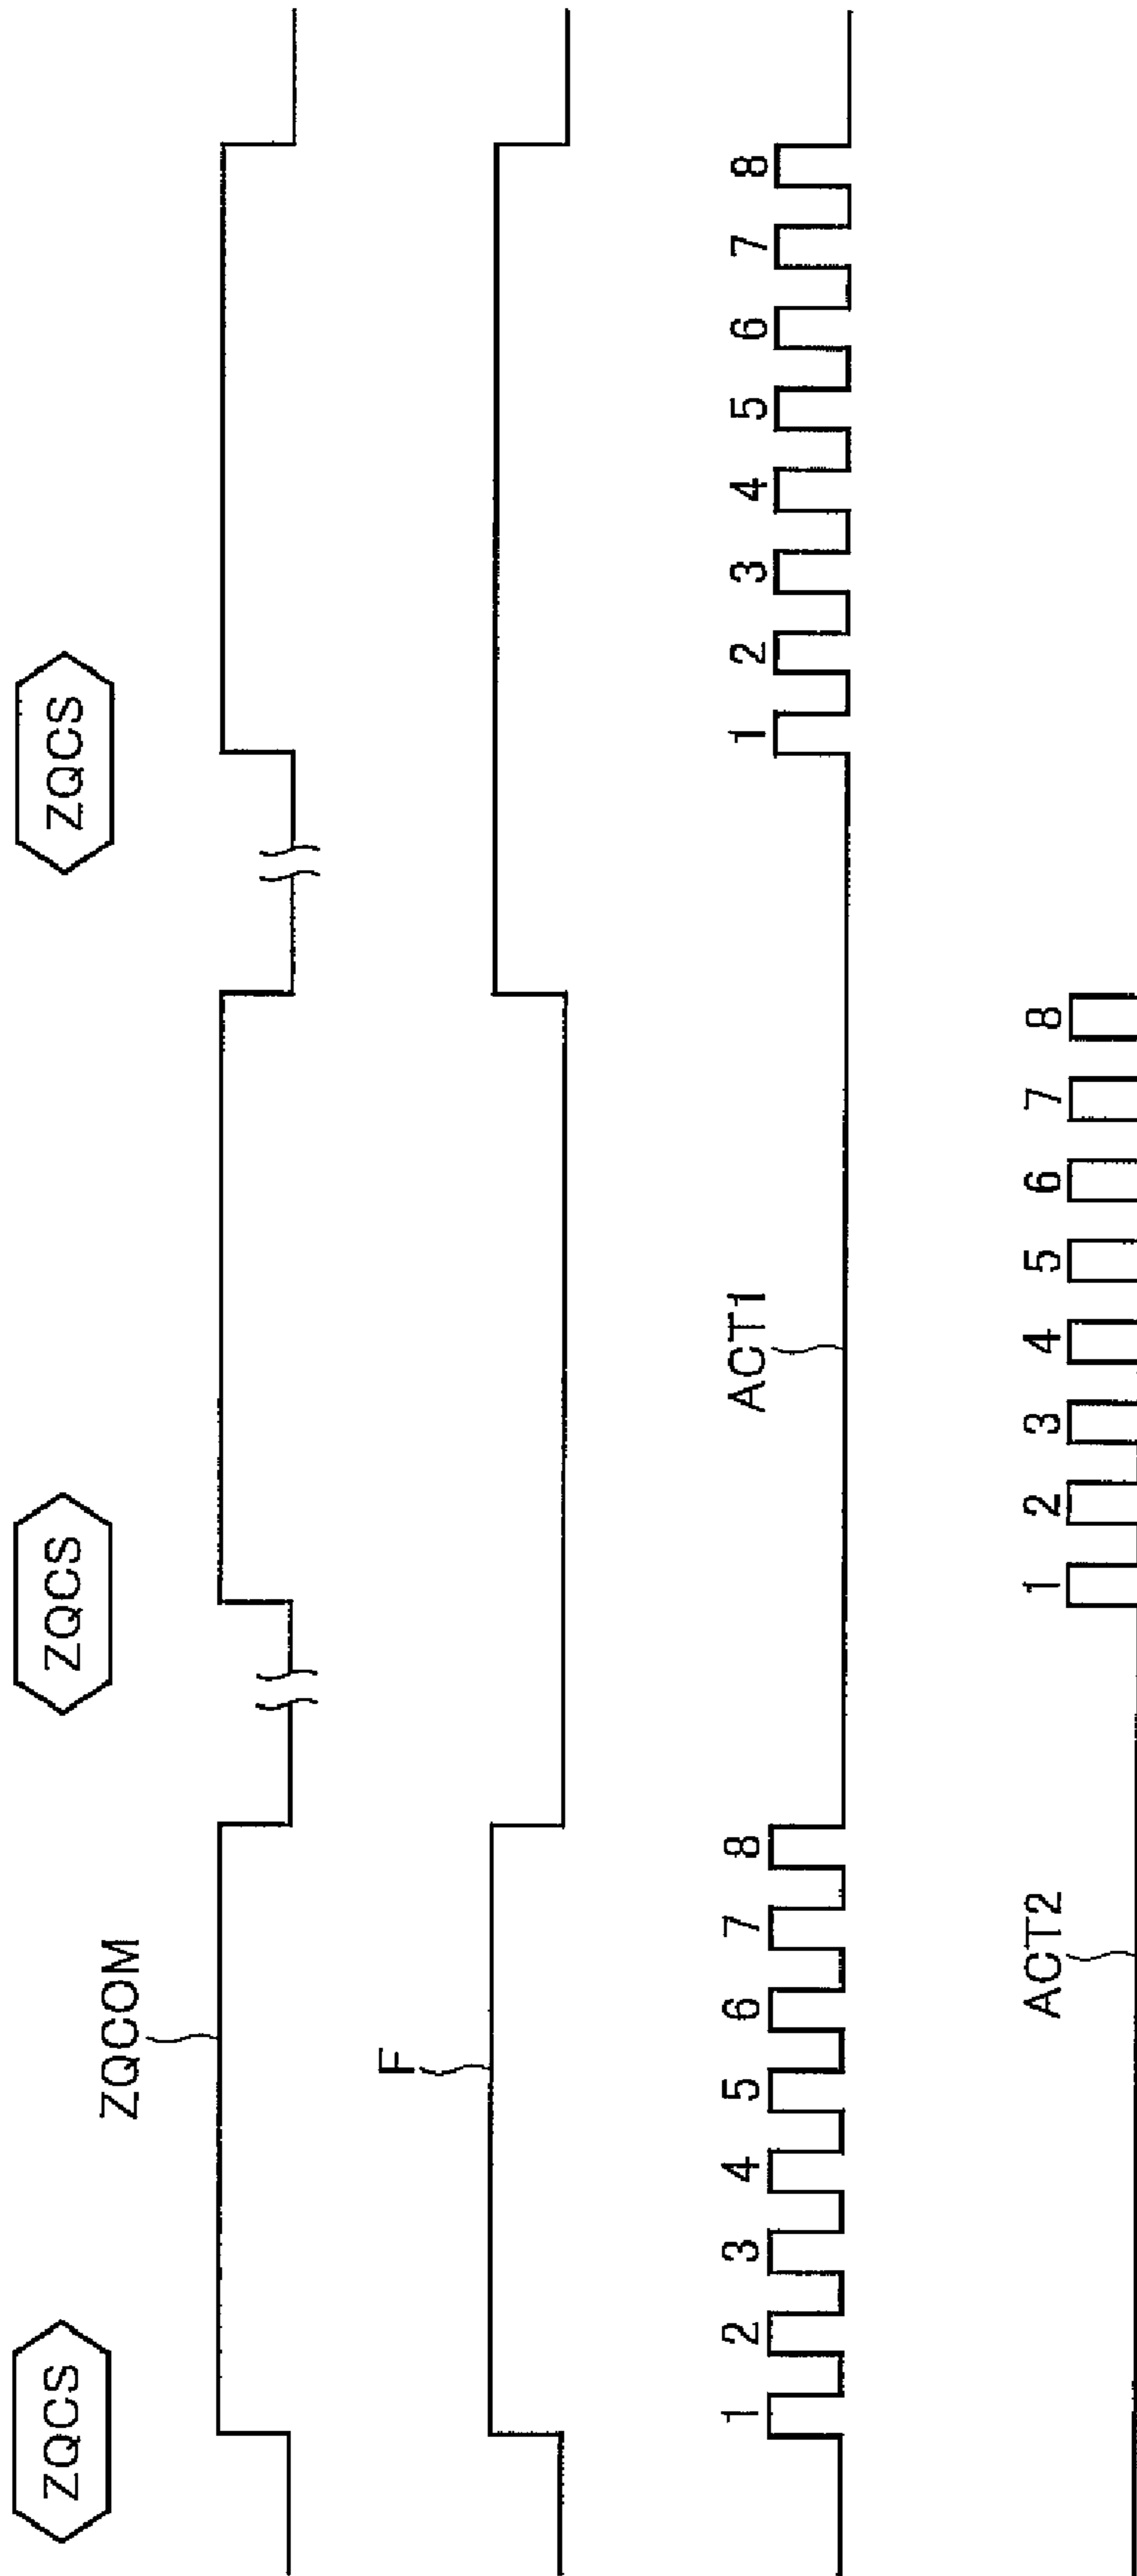 ZQCS ZQCS ZQCS
ZQCOM
F
1 2 3 4 5 6 7 8 ACT1 1 2 3 4 5 6 7 8
ACT2 1 2 3 4 5 6 7 8